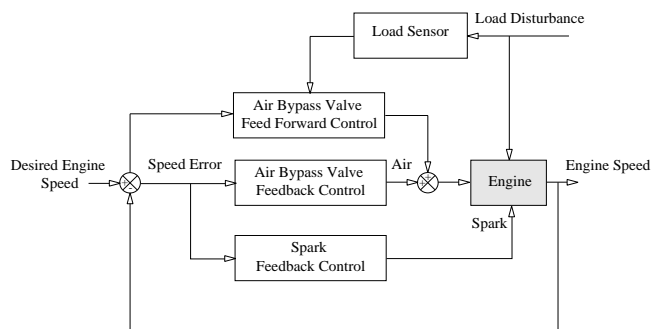 Load Disturbance
Load Sensor
Air Bypass Valve
Feed Forward Control
Desired Engine
Speed
Speed Error
Air Bypass Valve
Feedback Control
Air
Engine
Engine Speed
Spark
Spark
Feedback Control